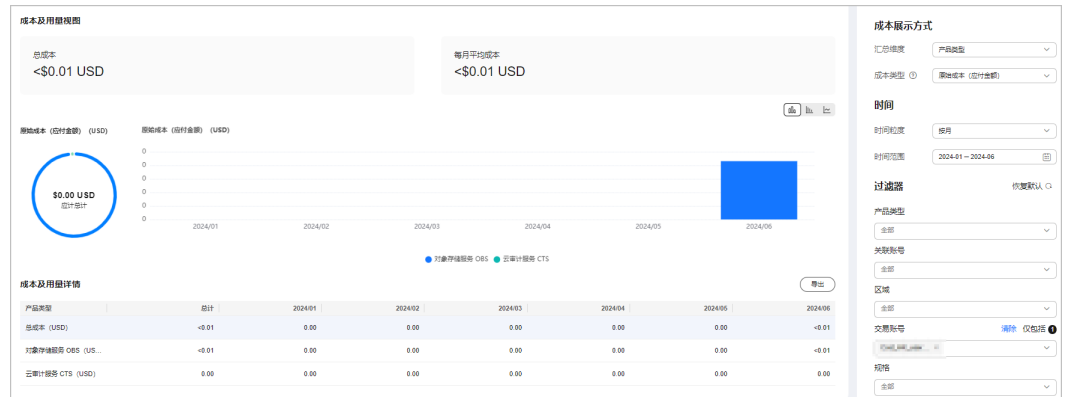 成本及用量视图
总成本
<$0.01 USD
每月平均成本
<$0.01 USD
原始成本（应付金额）（USD）
原始成本（应付金额）（USD）
$0.00 USD
应计总计
0
0
0
0
0
0
2024/01 2024/02 2024/03 2024/04 2024/05 2024/06
对象存储服务 OBS 云审计服务 CTS
成本及用量详情
导出
产品类型 总计 2024/01 2024/02 2024/03 2024/04 2024/05 2024/06
总成本（USD） <0.01 0.00 0.00 0.00 0.00 0.00 <0.01
对象存储服务 OBS（US... <0.01 0.00 0.00 0.00 0.00 0.00 <0.01
云审计服务 CTS（USD） 0.00 0.00 0.00 0.00 0.00 0.00 0.00
成本展示方式
汇总维度 产品类型
成本类型 原始成本（应付金额）
时间
时间粒度 按月
时间范围 2024-01 – 2024-06
过滤器 恢复默认
产品类型
全部
关联账号
全部
区域
全部
交易账号 清除 仅包括 1
规格
全部